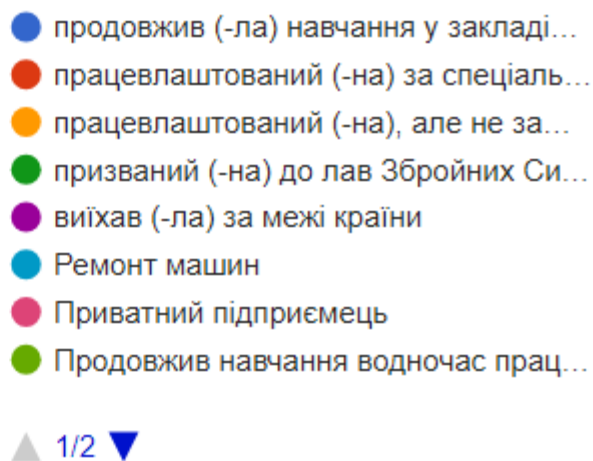 продовжив (-ла) навчання у закладі...
працевлаштований (-на) за спеціаль...
працевлаштований (-на), але не за...
призваний (-на) до лав Збройних Си...
виїхав (-ла) за межі країни
Ремонт машин
Приватний підприємець
Продовжив навчання водночас прац...
1/2